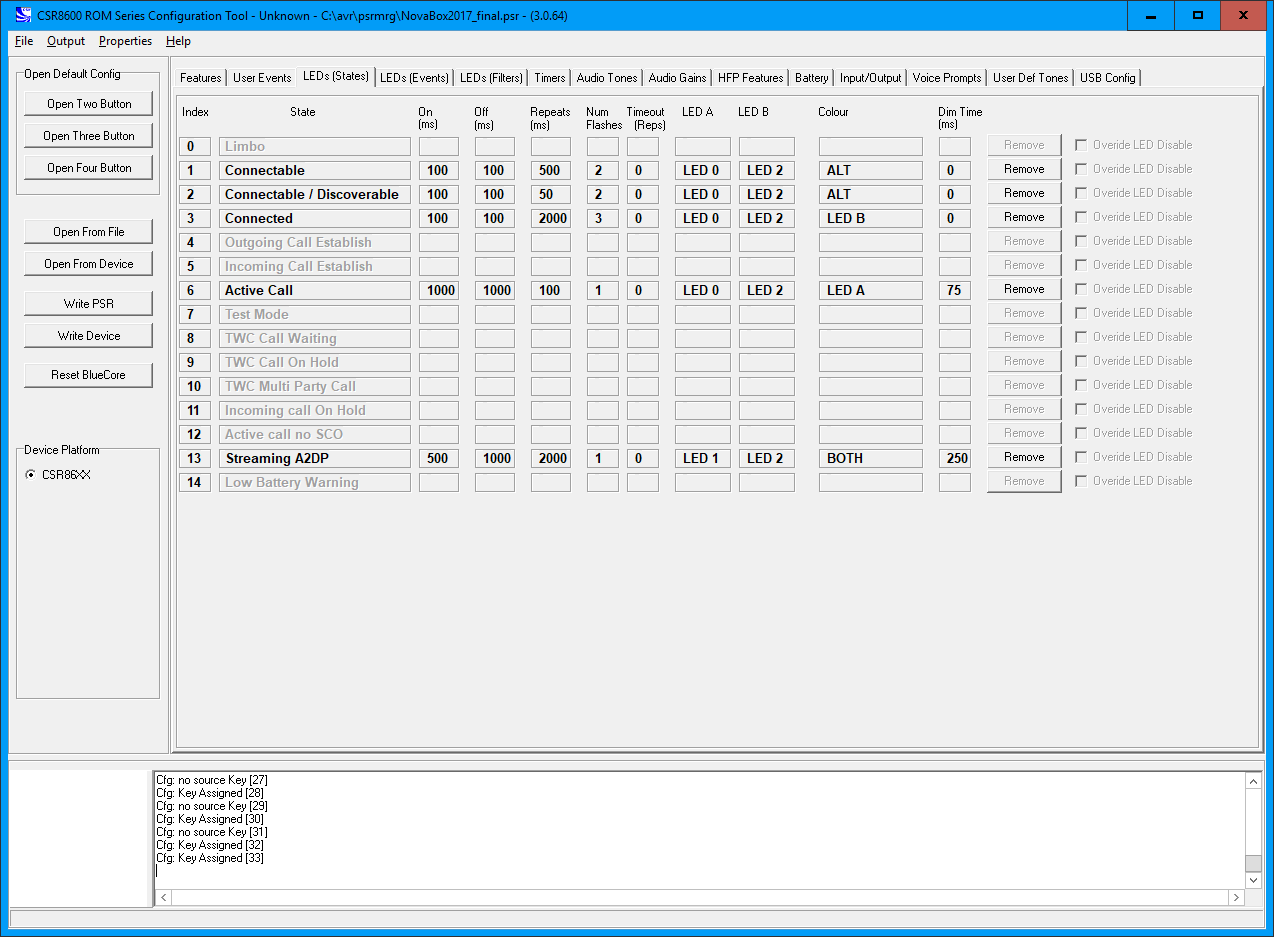 CSR8600 ROM Series Configuration Tool - Unknown - C:\avr\psrmrg\NovaBox2017_final.psr - (3.0.64)
File Output Properties Help
Open Default Config
Open Two Button
Open Three Button
Open Four Button
Open From File
Open From Device
Write PSR
Write Device
Reset BlueCore
Device Platform
CSR86XX
Features User Events LEDs (States) LEDs (Events) LEDs (Filters) Timers Audio Tones Audio Gains HFP Features Battery Input/Output Voice Prompts User Def Tones USB Config
Index State On Off Repeats Num Timeout LED A LED B Colour Dim Time
(ms) (ms) (ms) Flashes (Reps) (ms)
0 Limbo Remove Overide LED Disable
1 Connectable 100 100 500 2 0 LED 0 LED 2 ALT 0 Remove Overide LED Disable
2 Connectable / Discoverable 100 100 50 2 0 LED 0 LED 2 ALT 0 Remove Overide LED Disable
3 Connected 100 100 2000 3 0 LED 0 LED 2 LED B 0 Remove Overide LED Disable
4 Outgoing Call Establish Remove Overide LED Disable
5 Incoming Call Establish Remove Overide LED Disable
6 Active Call 1000 1000 100 1 0 LED 0 LED 2 LED A 75 Remove Overide LED Disable
7 Test Mode Remove Overide LED Disable
8 TWC Call Waiting Remove Overide LED Disable
9 TWC Call On Hold Remove Overide LED Disable
10 TWC Multi Party Call Remove Overide LED Disable
11 Incoming call On Hold Remove Overide LED Disable
12 Active call no SCO Remove Overide LED Disable
13 Streaming A2DP 500 1000 2000 1 0 LED 1 LED 2 BOTH 250 Remove Overide LED Disable
14 Low Battery Warning Remove Overide LED Disable
Cfg: no source Key [27]
Cfg: Key Assigned [28]
Cfg: no source Key [29]
Cfg: Key Assigned [30]
Cfg: no source Key [31]
Cfg: Key Assigned [32]
Cfg: Key Assigned [33]